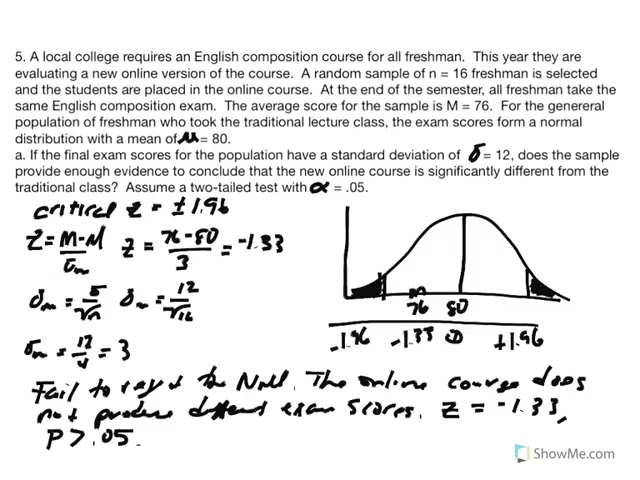 5. A local college requires an English composition course for all freshman. This year they are
evaluating a new online version of the course. A random sample of n = 16 freshman is selected
and the students are placed in the online course. At the end of the semester, all freshman take the
same English composition exam. The average score for the sample is M = 76. For the genereral
population of freshman who took the traditional lecture class, the exam scores form a normal
distribution with a mean of μ = 80.
a. If the final exam scores for the population have a standard deviation of σ = 12, does the sample
provide enough evidence to conclude that the new online course is significantly different from the
traditional class? Assume a two-tailed test with α = .05.
critical z = ±1.96
z = M-M/σm z = 76-80/3 = -1.33
σm = σ/√n σm = 12/√16
σm = 12/4 = 3
76 80
-1.96 -1.33 0 +1.96
Fail to reject the Null. The online course does
not produce different exam scores, z = -1.33,
P > .05.
ShowMe.com